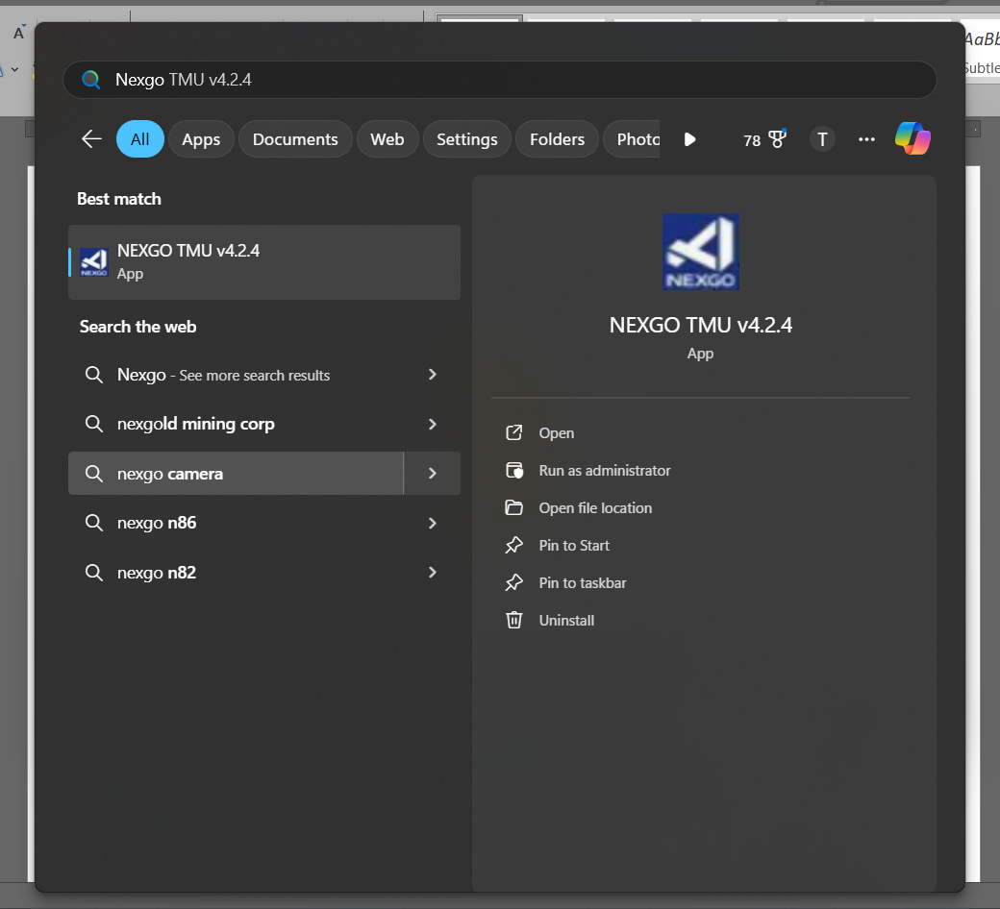 A
AaBb
Subtle
Nexgo TMU v4.2.4
All Apps Documents Web Settings Folders Photo 78 T
Best match
NEXGO TMU v4.2.4
App
Search the web
Nexgo - See more search results
nexgold mining corp
nexgo camera
nexgo n86
nexgo n82
NEXGO
NEXGO TMU v4.2.4
App
Open
Run as administrator
Open file location
Pin to Start
Pin to taskbar
Uninstall